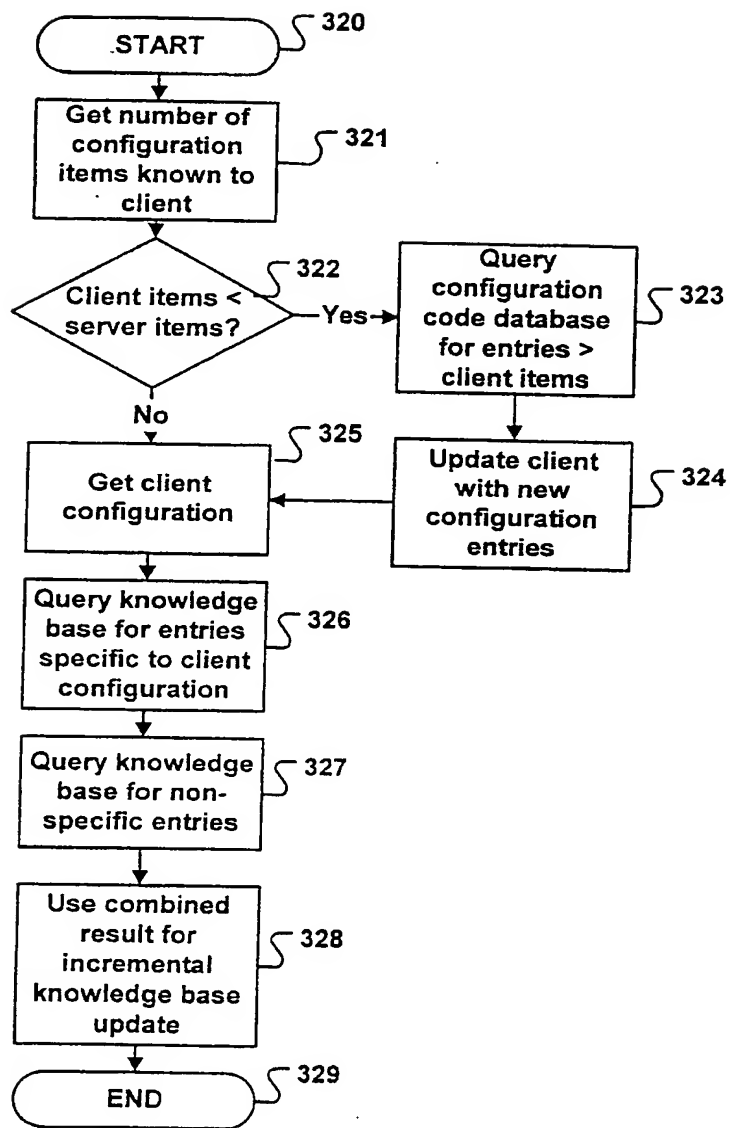 START
320
Get number of
configuration
items known to
client
321
Client items <
server items?
322
Yes
Query
configuration
code database
for entries >
client items
323
No
Update client
with new
configuration
entries
324
Get client
configuration
325
Query knowledge
base for entries
specific to client
configuration
326
Query knowledge
base for non-
specific entries
327
Use combined
result for
incremental
knowledge base
update
328
END
329